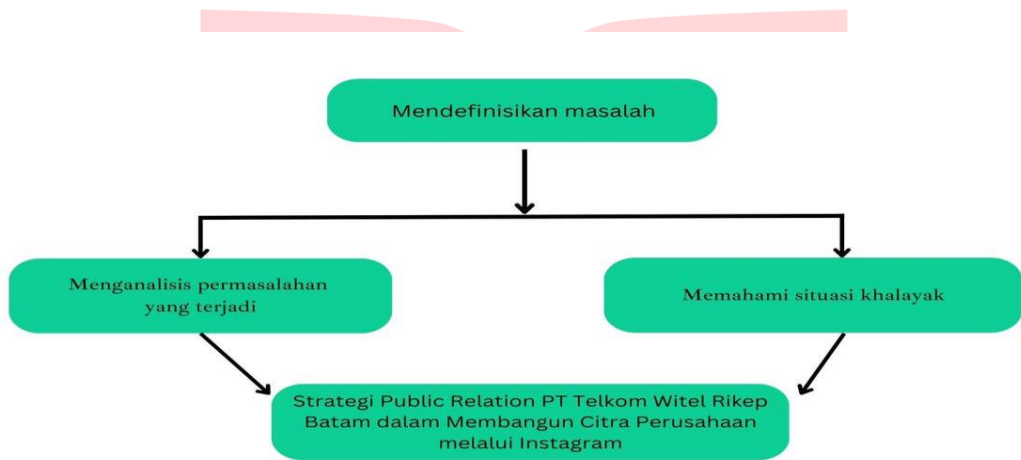 Mendefinisikan masalah
Menganalisis permasalahan
yang terjadi
Memahami situasi khalayak
Strategi Public Relation PT Telkom Witel Rikep
Batam dalam Membangun Citra Perusahaan
melalui Instagram